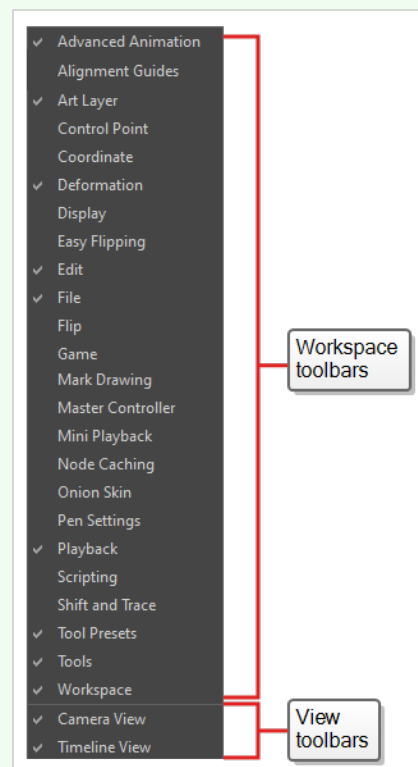 Advanced Animation
Alignment Guides
Art Layer
Control Point
Coordinate
Deformation
Display
Easy Flipping
Edit
File
Flip
Game
Mark Drawing
Master Controller
Mini Playback
Node Caching
Onion Skin
Pen Settings
Playback
Scripting
Shift and Trace
Tool Presets
Tools
Workspace
Camera View
Timeline View
Workspace
toolbars
View
toolbars